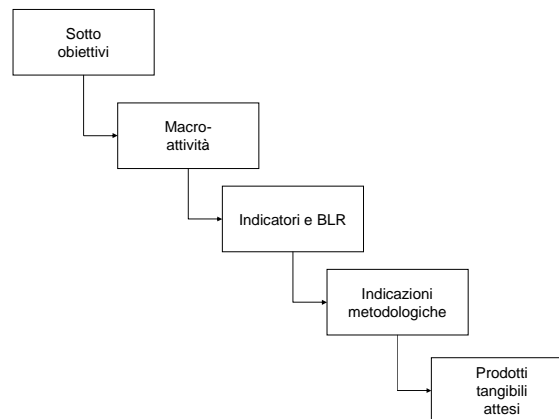 Sotto
obiettivi
Macro-
attività
Indicatori e BLR
Indicazioni
metodologiche
Prodotti
tangibili
attesi